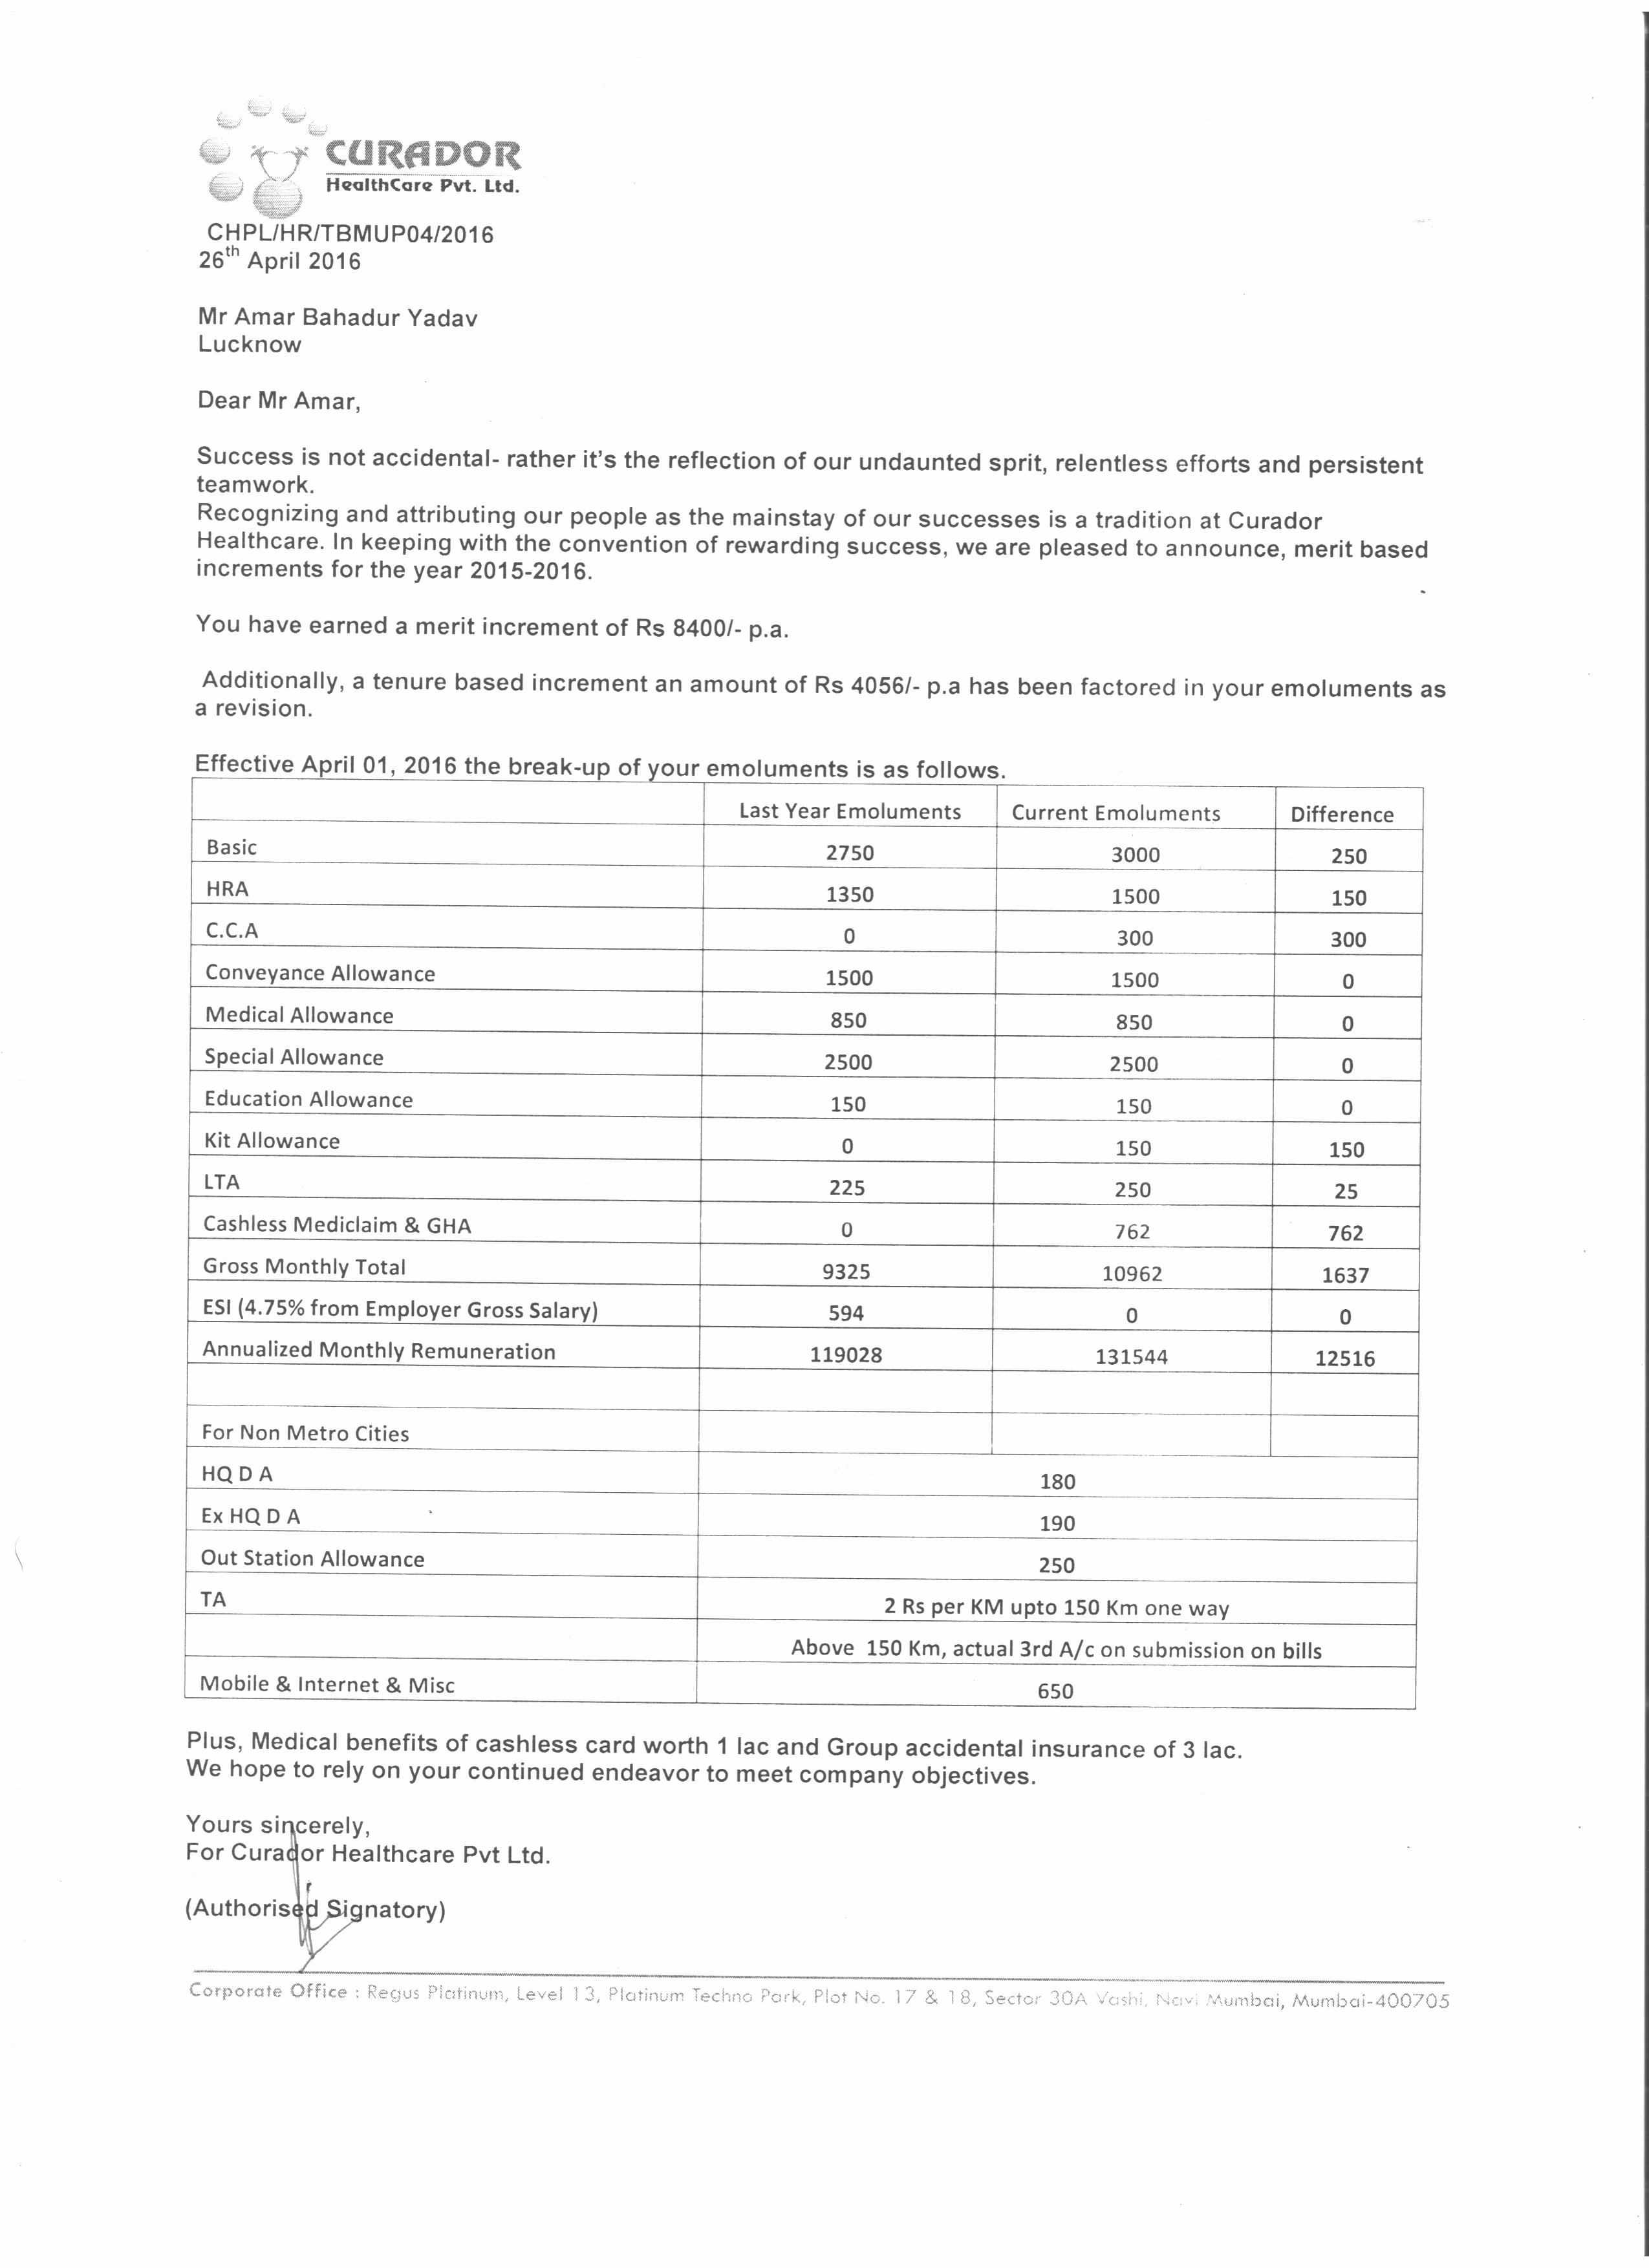 CURADOR
HealthCare Pvt. Ltd.
CHPL/HR/TBMUP04/2016
26th April 2016
Mr Amar Bahadur Yadav
Lucknow
Dear Mr Amar,
Success is not accidental- rather it's the reflection of our undaunted sprit, relentless efforts and persistent
teamwork.
Recognizing and attributing our people as the mainstay of our successes is a tradition at Curador
Healthcare. In keeping with the convention of rewarding success, we are pleased to announce, merit based
increments for the year 2015-2016.
You have earned a merit increment of Rs 8400/- p.a.
Additionally, a tenure based increment an amount of Rs 4056/- p.a has been factored in your emoluments as
a revision.
Effective April 01, 2016 the break-up of your emoluments is as follows.
Last Year Emoluments Current Emoluments Difference
Basic 2750 3000 250
HRA 1350 1500 150
C.C.A 0 300 300
Conveyance Allowance 1500 1500 0
Medical Allowance 850 850 0
Special Allowance 2500 2500 0
Education Allowance 150 150 0
Kit Allowance 0 150 150
LTA 225 250 25
Cashless Mediclaim & GHA 0 762 762
Gross Monthly Total 9325 10962 1637
ESI (4.75% from Employer Gross Salary) 594 0 0
Annualized Monthly Remuneration 119028 131544 12516
For Non Metro Cities
HQ D A 180
Ex HQ D A 190
Out Station Allowance 250
TA 2 Rs per KM upto 150 Km one way
Above 150 Km, actual 3rd A/c on submission on bills
Mobile & Internet & Misc 650
Plus, Medical benefits of cashless card worth 1 lac and Group accidental insurance of 3 lac.
We hope to rely on your continued endeavor to meet company objectives.
Yours sincerely,
For Curador Healthcare Pvt Ltd.
(Authorised Signatory)
Corporate Office : Regus Platinum, Level 13, Platinum Techno Park, Plot No. 17 & 18, Sector 30A Vashi, Navi Mumbai, Mumbai-400705